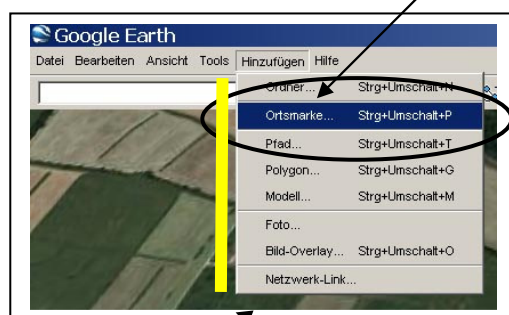 Google Earth
Datei Bearbeiten Ansicht Tools Hinzufügen Hilfe
Ordner... Strg+Umschalt+N
Ortsmarke... Strg+Umschalt+P
Pfad... Strg+Umschalt+T
Polygon... Strg+Umschalt+G
Modell... Strg+Umschalt+M
Foto...
Bild-Overlay... Strg+Umschalt+O
Netzwerk-Link...